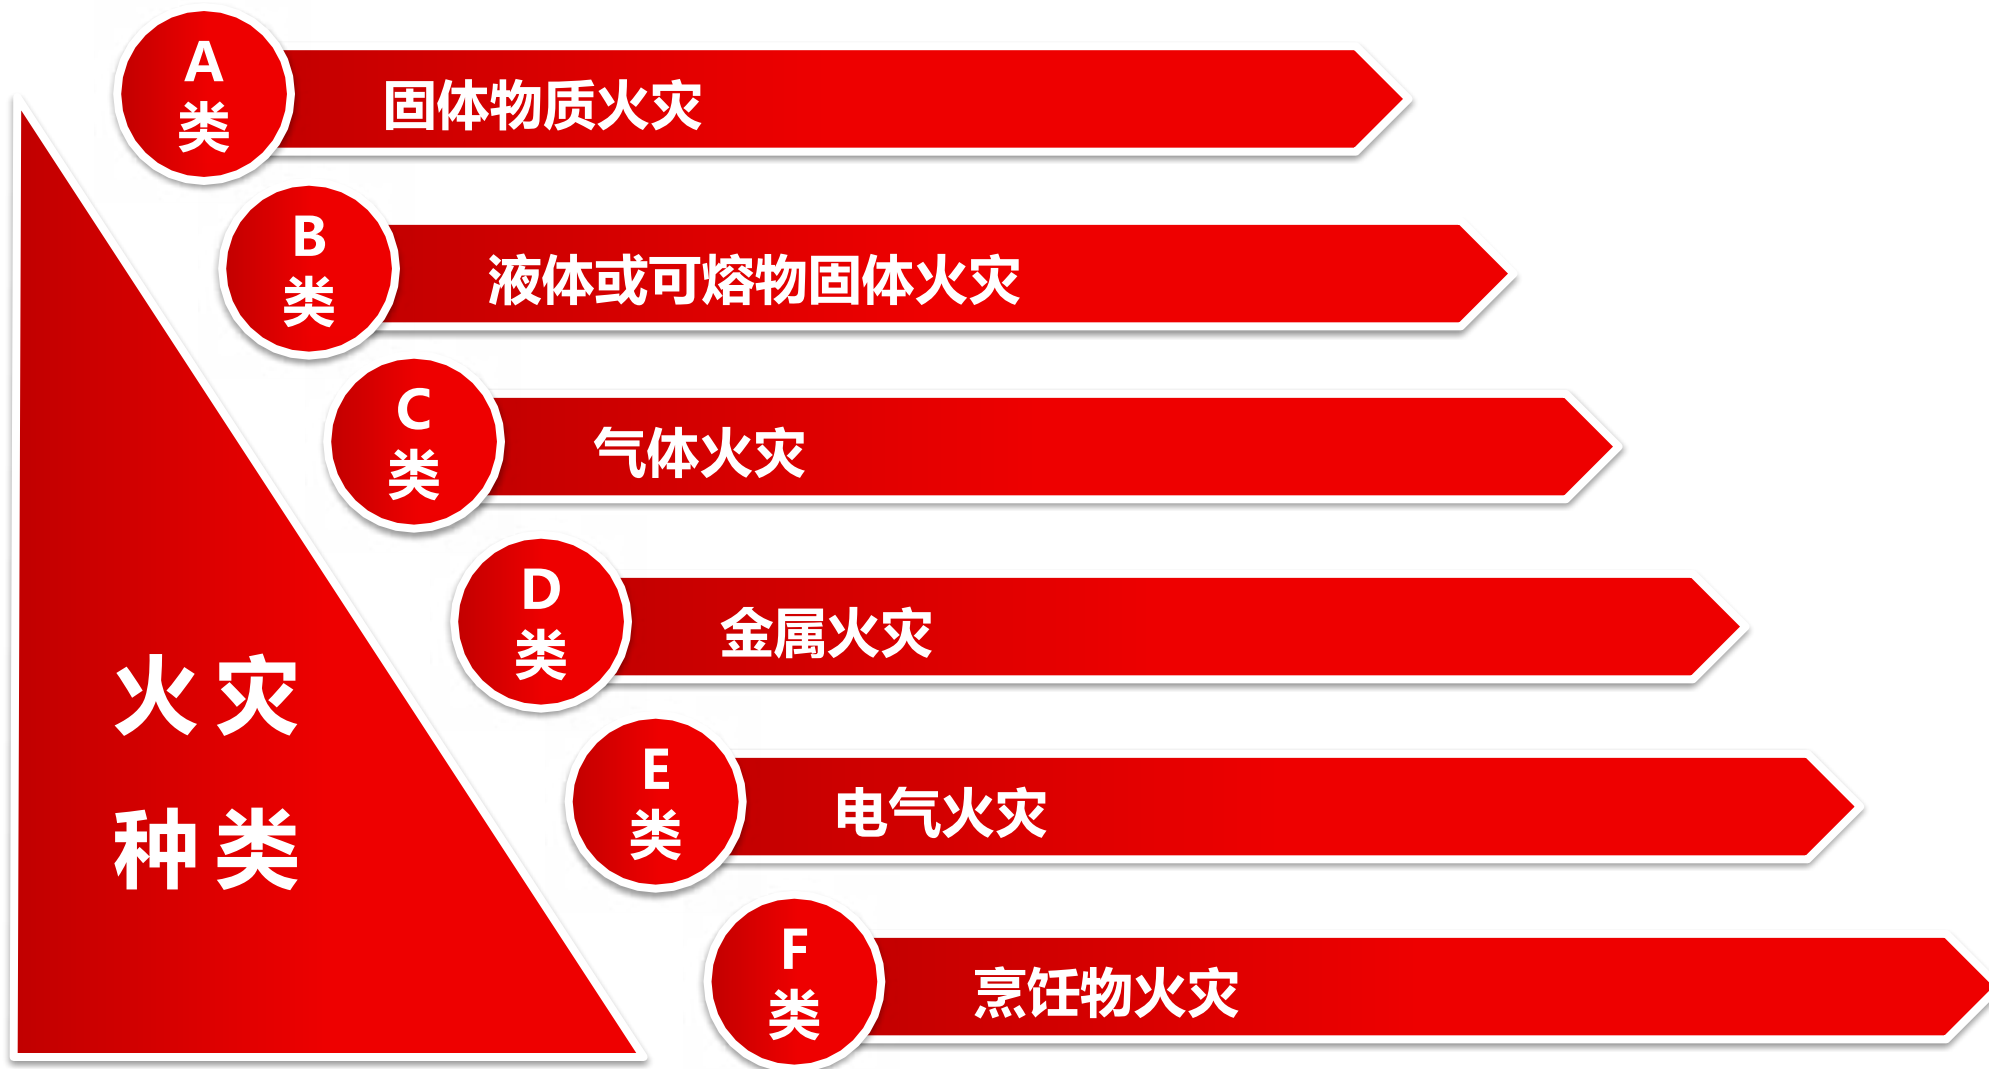 A
类
固体物质火灾
B
类
液体或可熔物固体火灾
C
类
气体火灾
D
类
金属火灾
E
类
电气火灾
F
类
烹饪物火灾
火灾
种类